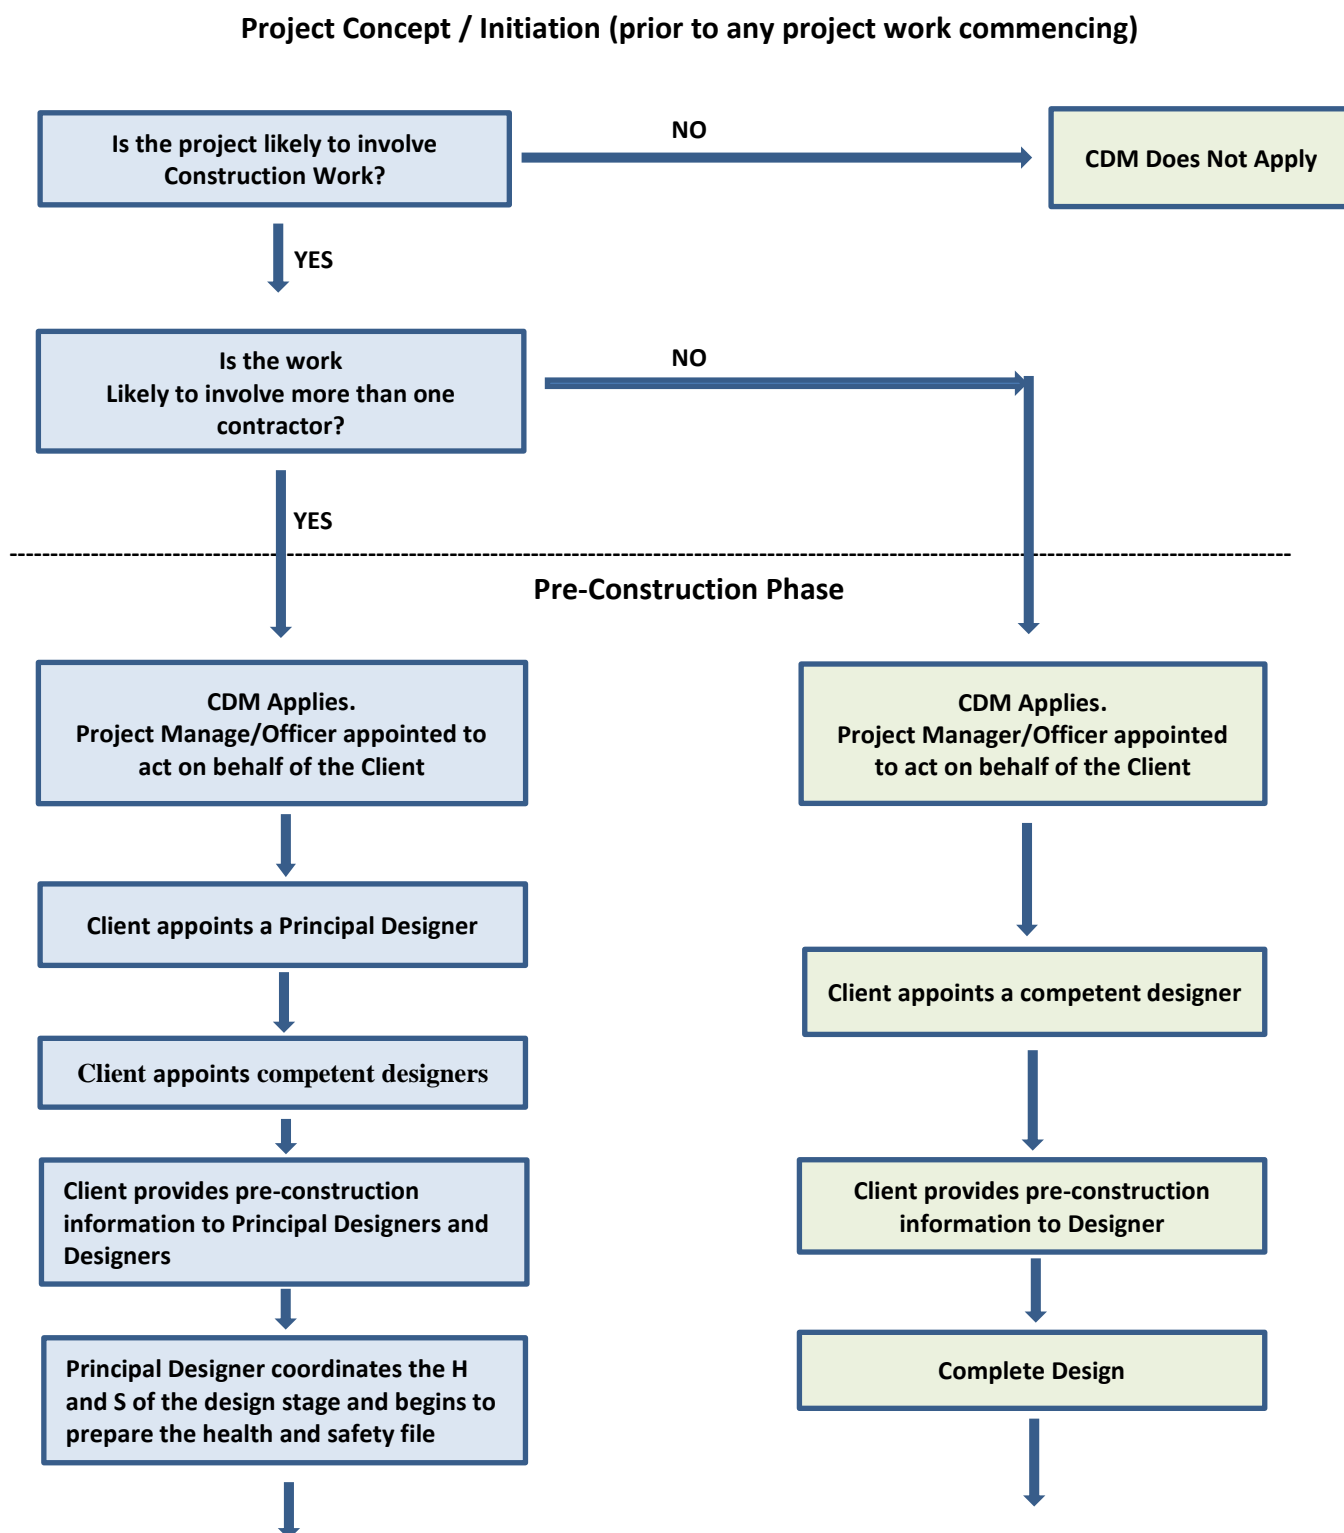 Project Concept / Initiation (prior to any project work commencing)
Is the project likely to involve
Construction Work?
NO
CDM Does Not Apply
YES
Is the work
Likely to involve more than one
contractor?
NO
YES
Pre-Construction Phase
CDM Applies.
Project Manage/Officer appointed to
act on behalf of the Client
CDM Applies.
Project Manager/Officer appointed
to act on behalf of the Client
Client appoints a Principal Designer
Client appoints a competent designer
Client appoints competent designers
Client provides pre-construction
information to Principal Designers and
Designers
Client provides pre-construction
information to Designer
Principal Designer coordinates the H
and S of the design stage and begins to
prepare the health and safety file
Complete Design